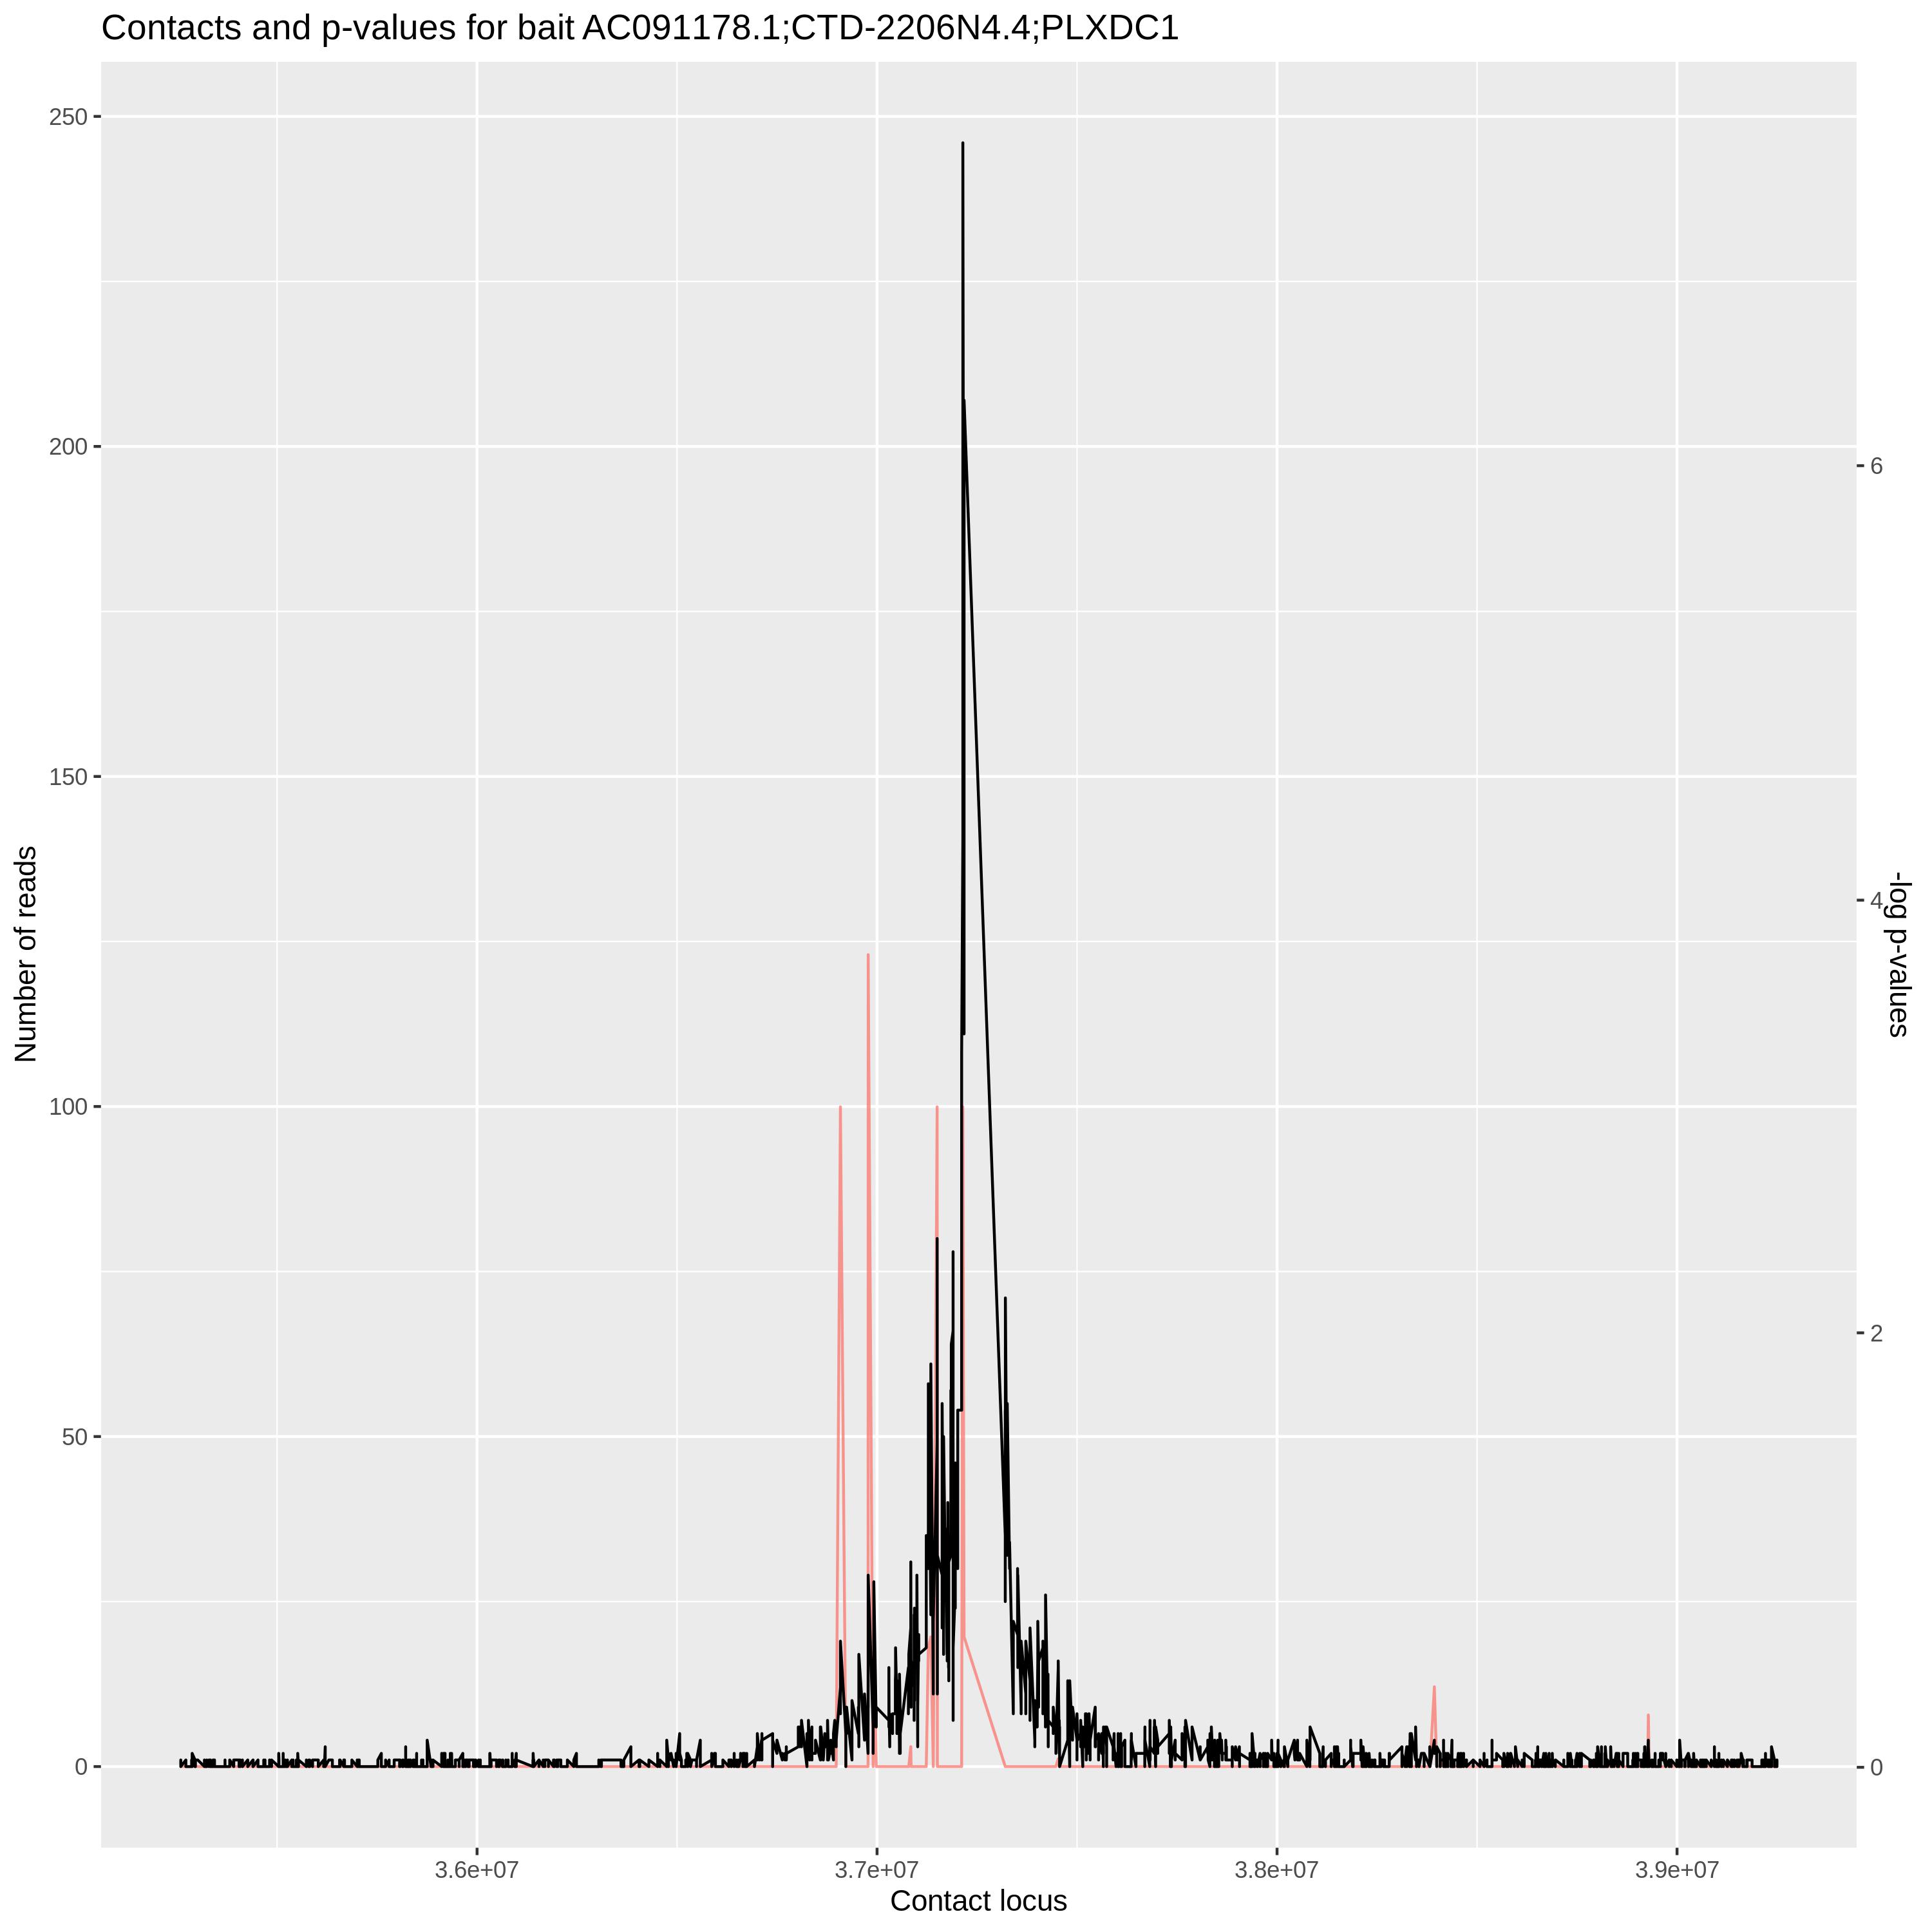 Contacts and p-values for bait AC091178.1;CTD-2206N4.4;PLXDC1
250
200
150
100
50
0
Number of reads
6
4
2
0
-log p-values
3.6e+07
3.7e+07
3.8e+07
3.9e+07
Contact locus